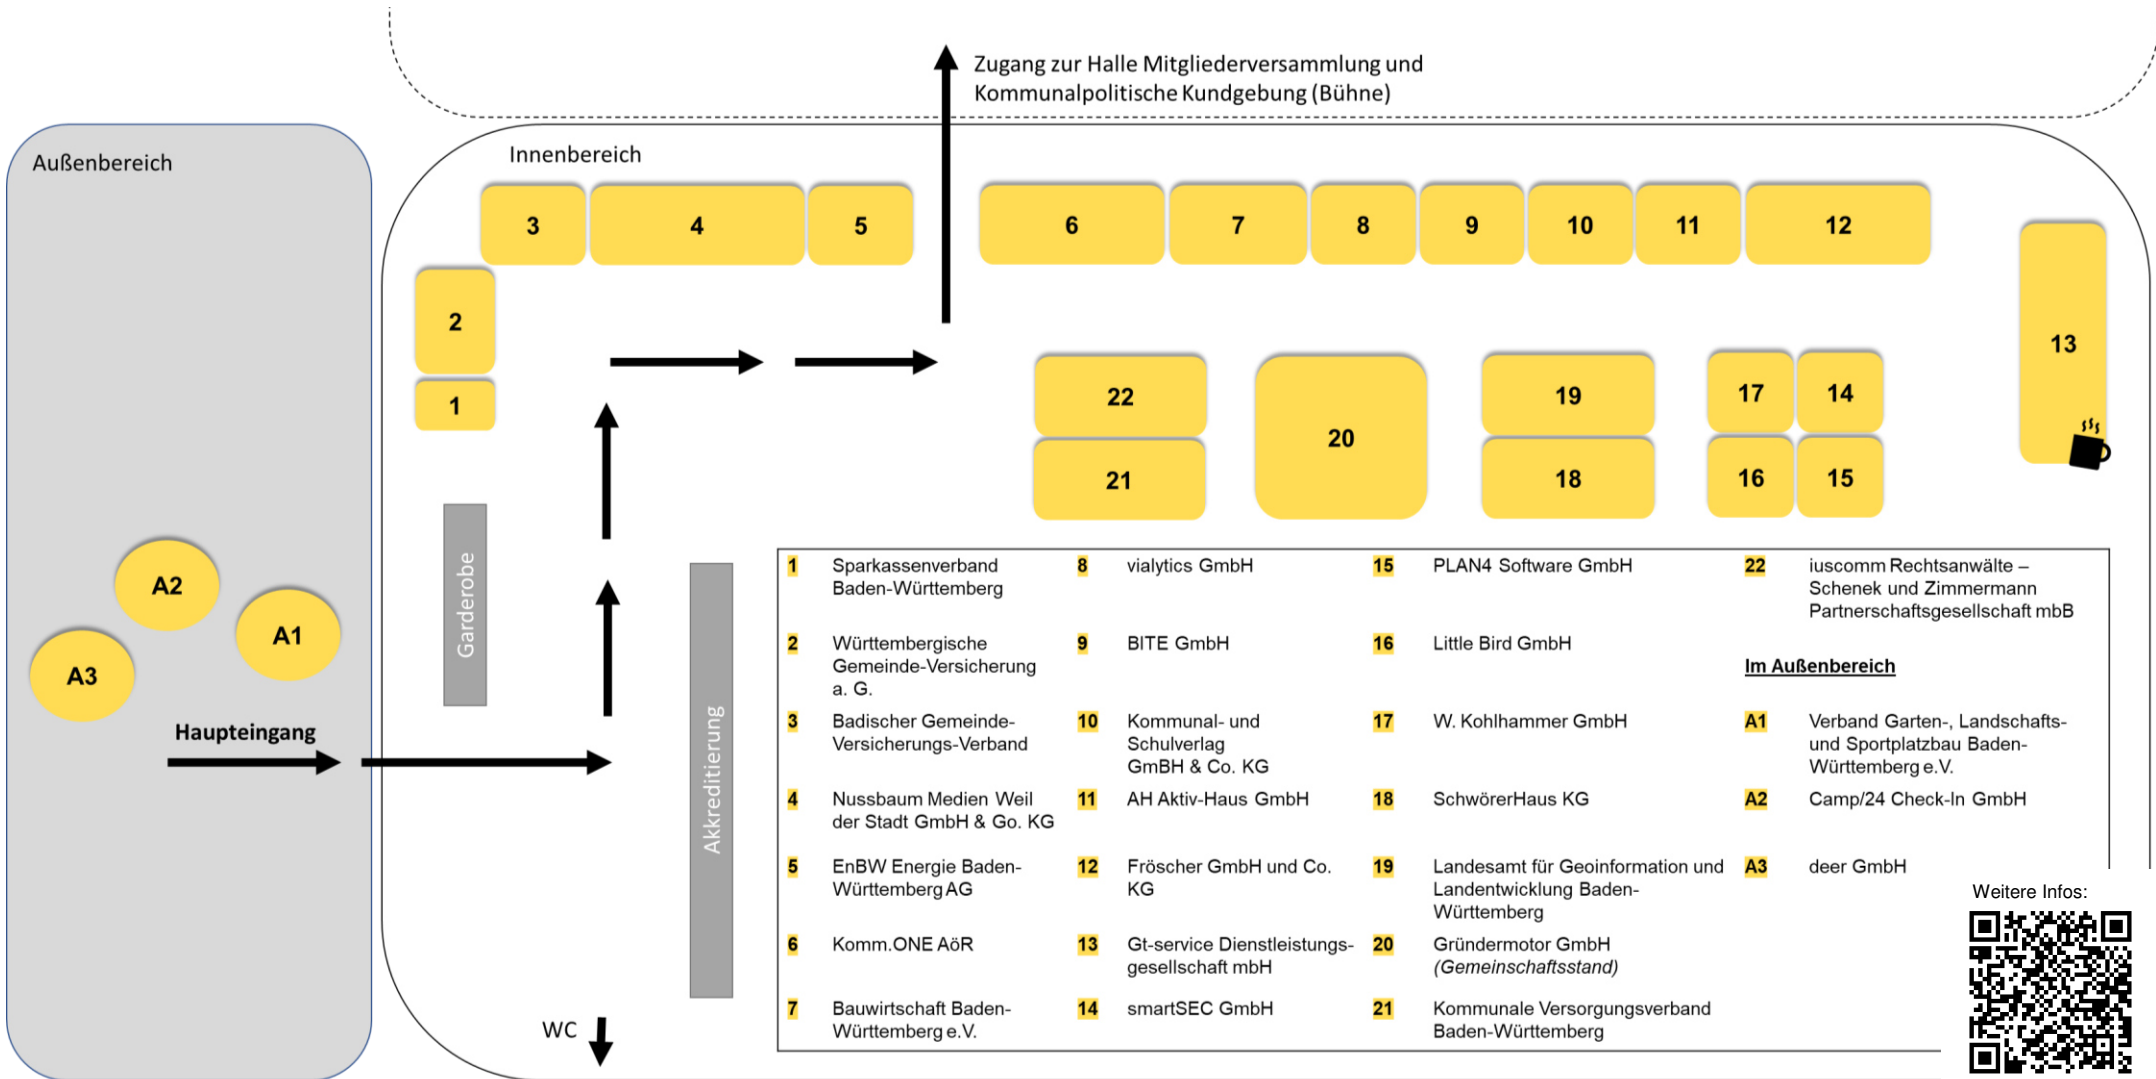 Zugang zur Halle Mitgliederversammlung und
Kommunalpolitische Kundgebung (Bühne)
Außenbereich
Innenbereich
3
4
5
6
7
8
9
10
11
12
13
2
1
22
20
19
17
14
21
18
16
15
A2
A1
A3
Haupteingang
Garderobe
Akkreditierung
WC
1 Sparkassenverband
Baden-Württemberg
2 Württembergische
Gemeinde-Versicherung
a. G.
3 Badischer Gemeinde-
Versicherungs-Verband
4 Nussbaum Medien Weil
der Stadt GmbH & Go. KG
5 EnBW Energie Baden-
Württemberg AG
6 Komm.ONE AöR
7 Bauwirtschaft Baden-
Württemberg e.V.
8 vialytics GmbH
9 BITE GmbH
10 Kommunal- und
Schulverlag
GmBH & Co. KG
11 AH Aktiv-Haus GmbH
12 Fröscher GmbH und Co.
KG
13 Gt-service Dienstleistungs-
gesellschaft mbH
14 smartSEC GmbH
15 PLAN4 Software GmbH
16 Little Bird GmbH
17 W. Kohlhammer GmbH
18 SchwörerHaus KG
19 Landesamt für Geoinformation und
Landentwicklung Baden-
Württemberg
20 Gründermotor GmbH
(Gemeinschaftsstand)
21 Kommunale Versorgungsverband
Baden-Württemberg
22 iuscomm Rechtsanwälte –
Schenek und Zimmermann
Partnerschaftsgesellschaft mbB
Im Außenbereich
A1 Verband Garten-, Landschafts-
und Sportplatzbau Baden-
Württemberg e.V.
A2 Camp/24 Check-In GmbH
A3 deer GmbH
Weitere Infos: